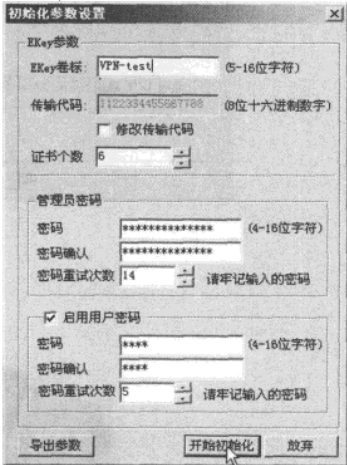 初始化参数设置
EKey参数
EKey卷标: VPN-test (5-16位字符)
传输代码: 1122334455667788 (8位十六进制数字)
修改传输代码
证书个数 6
管理员密码
密码 ************** (4-16位字符)
密码确认 **************
密码重试次数 14 请牢记输入的密码
启用用户密码
密码 **** (4-16位字符)
密码确认 ****
密码重试次数 5 请牢记输入的密码
导出参数 开始初始化 放弃